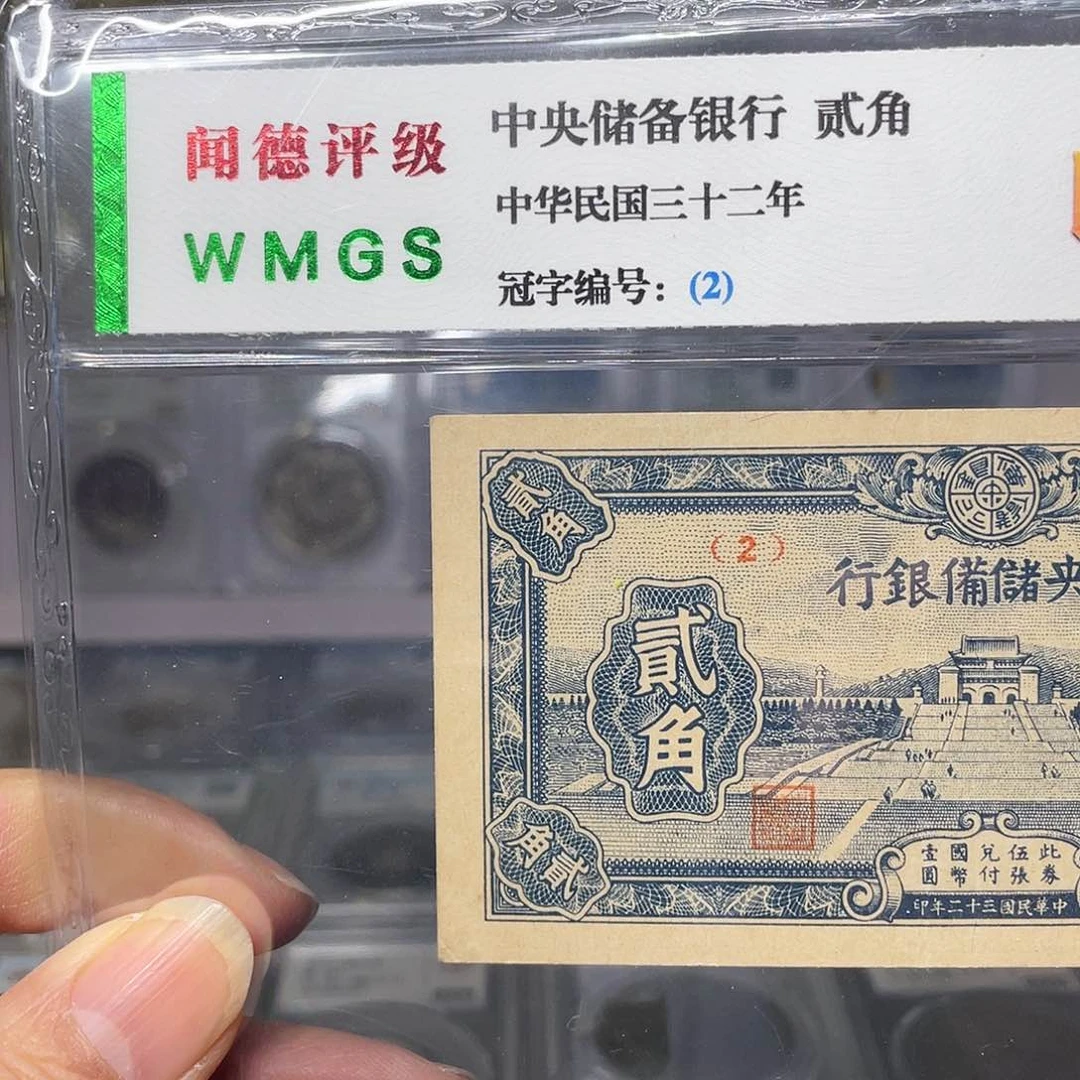 闻德评级
WMGS
中央储备银行 贰角
中华民国三十二年
冠字编号：(2)
貳角
(2)
行銀備儲央
貳角
貳角
此券
伍張
兌付
國幣
壹圓
印年二十三國民華中